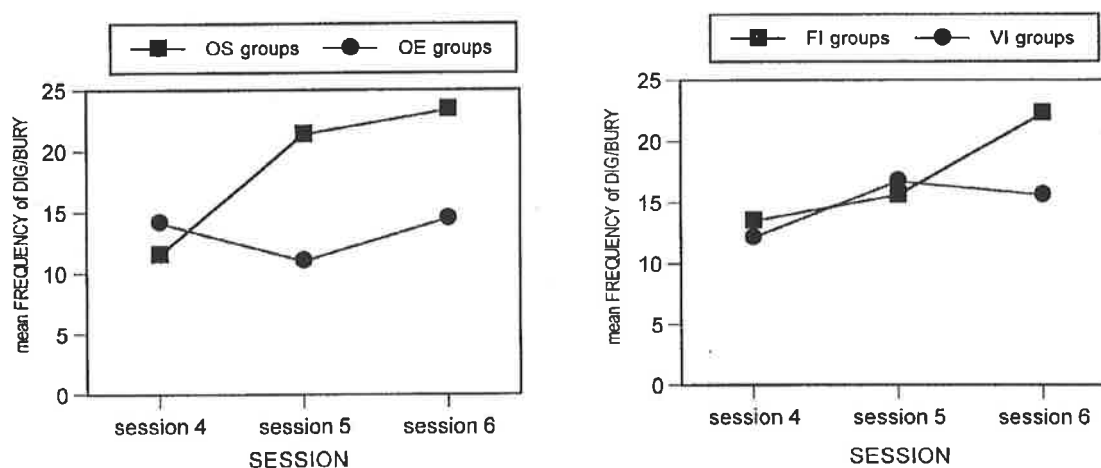 OS groups OE groups
mean FREQUENCY of DIG/BURY
25
20
15
10
5
0
session 4 session 5 session 6
SESSION
FI groups VI groups
mean FREQUENCY of DIG/BURY
25
20
15
10
5
0
session 4 session 5 session 6
SESSION